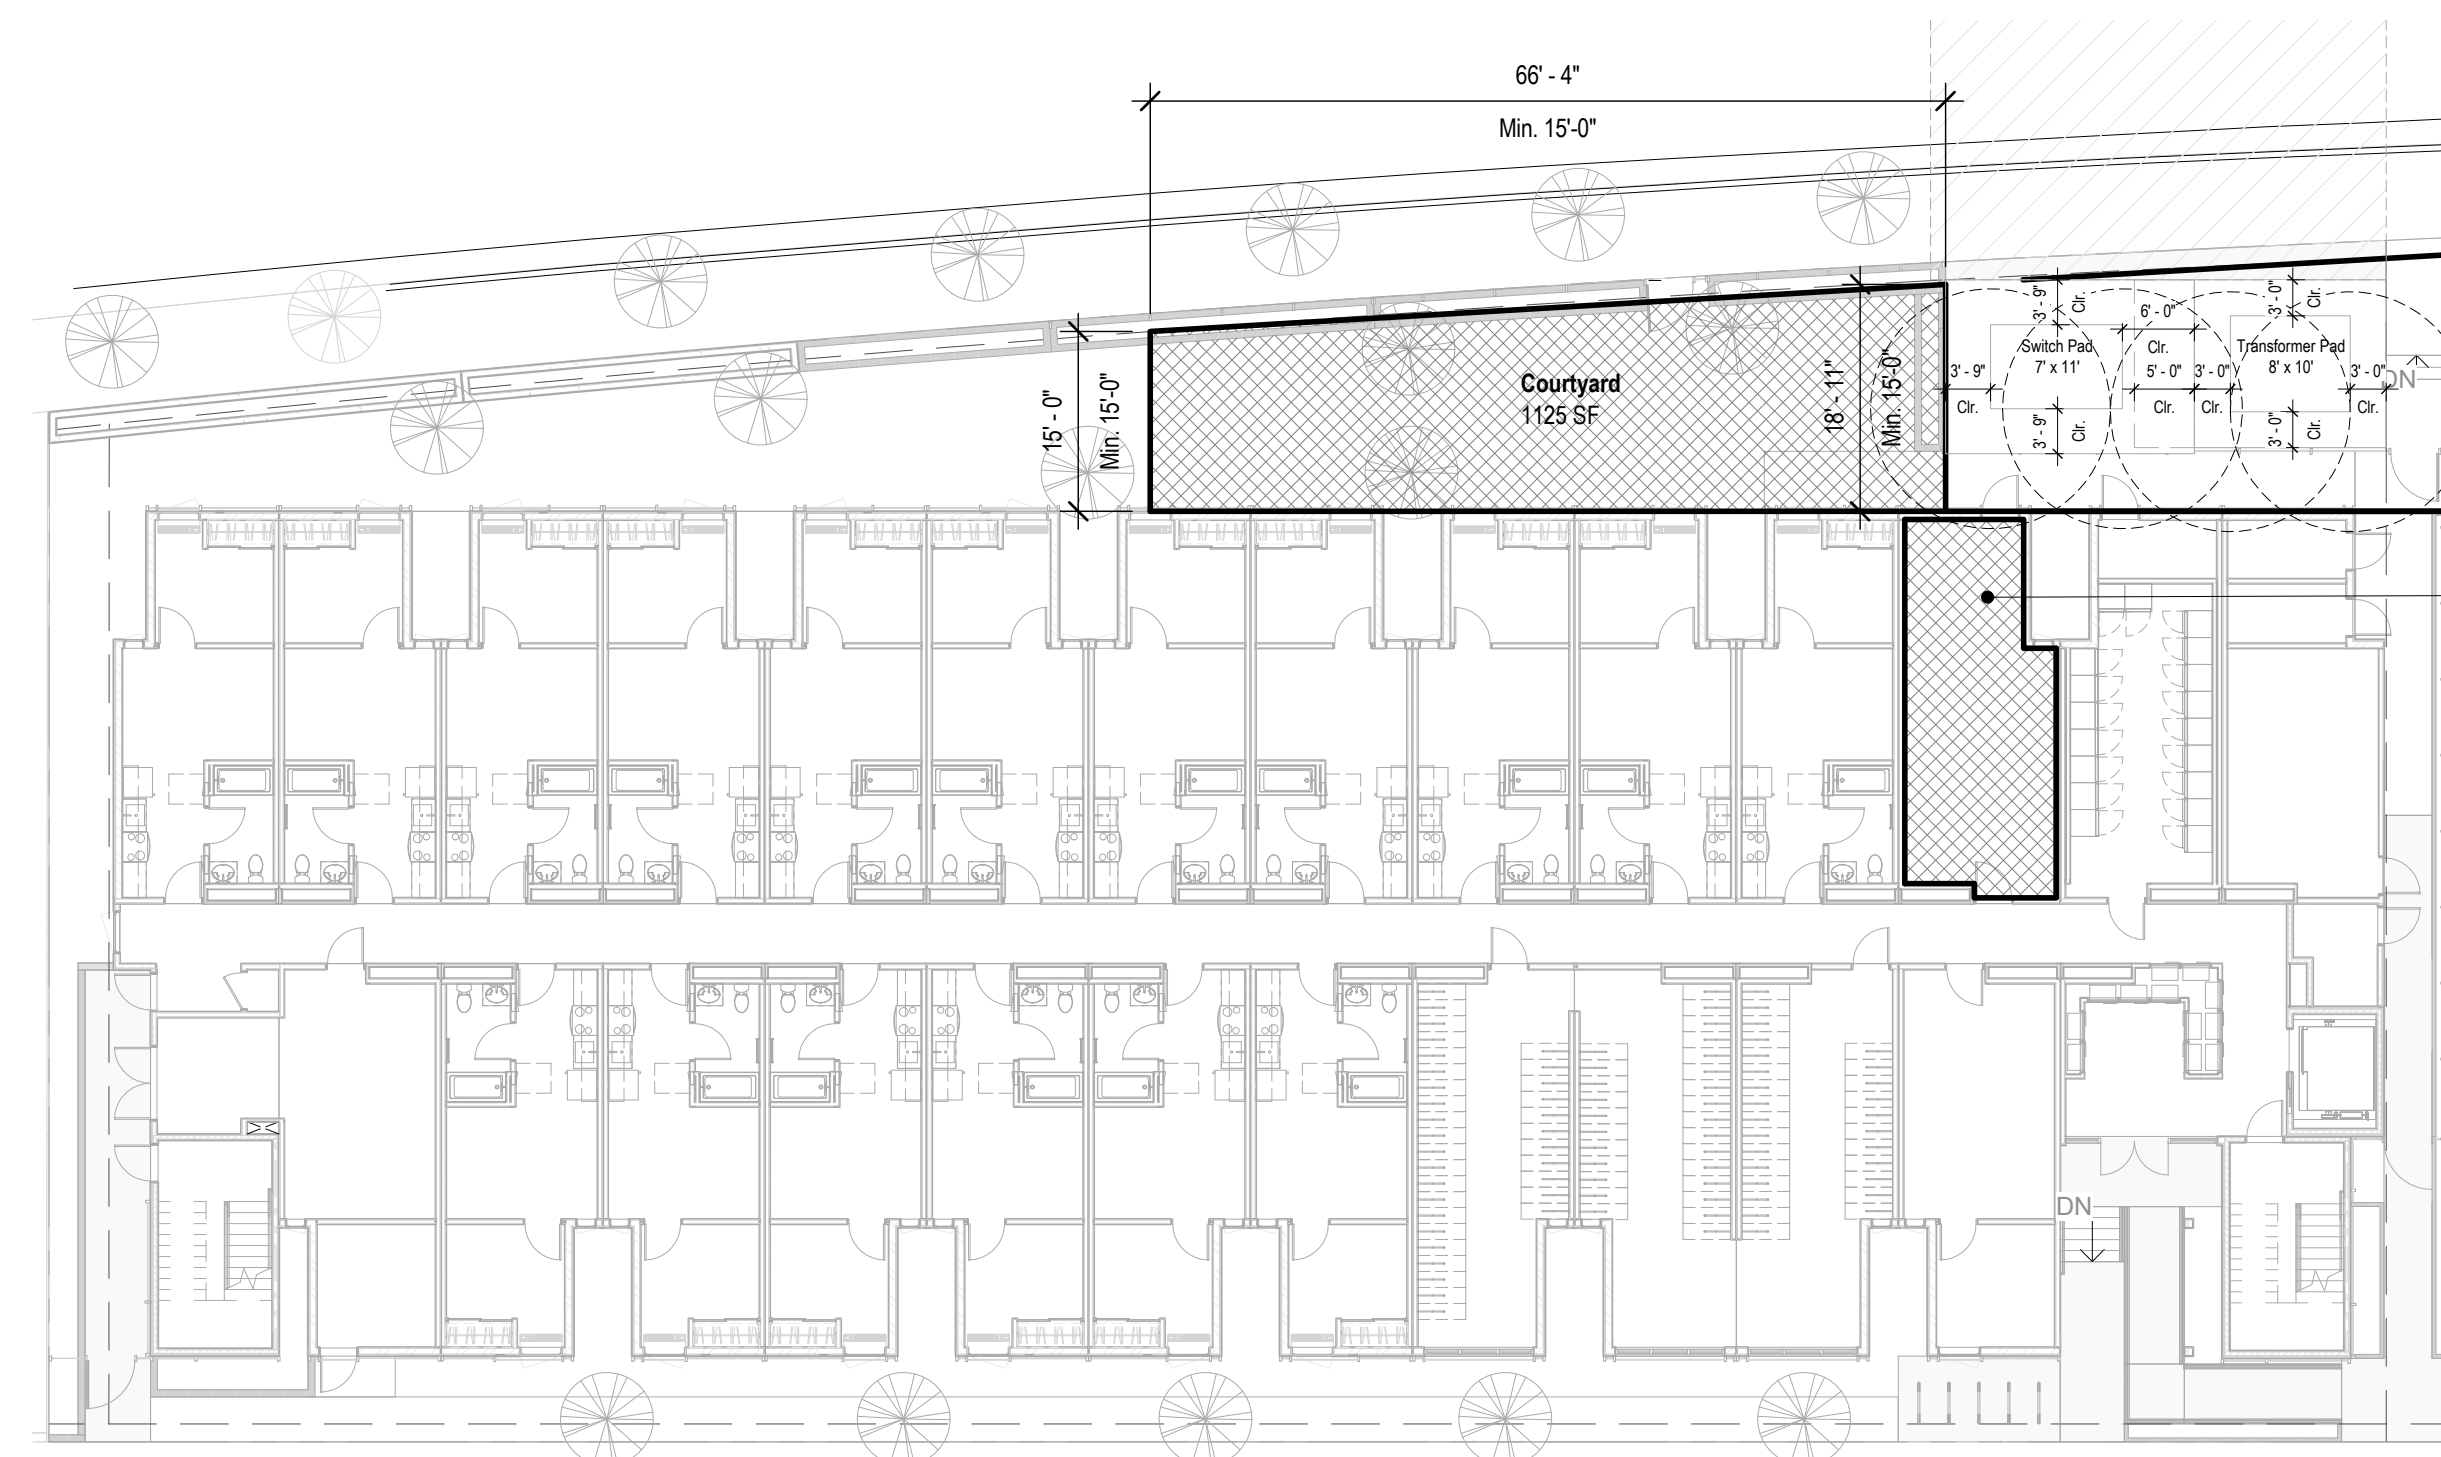 66' - 4"
Min. 15'-0"
15' - 0"
Min. 15'-0"
Courtyard
1125 SF
18' - 11"
Min. 15'-0"
3' - 9"
Clr.
3' - 9"
Clr.
Switch Pad
7' x 11'
3' - 9"
Clr.
6' - 0"
Clr.
5' - 0"
Clr.
3' - 0"
Clr.
3' - 0"
Clr.
Transformer Pad
8' x 10'
3' - 0"
Clr.
3' - 0"
Clr.
DN
DN